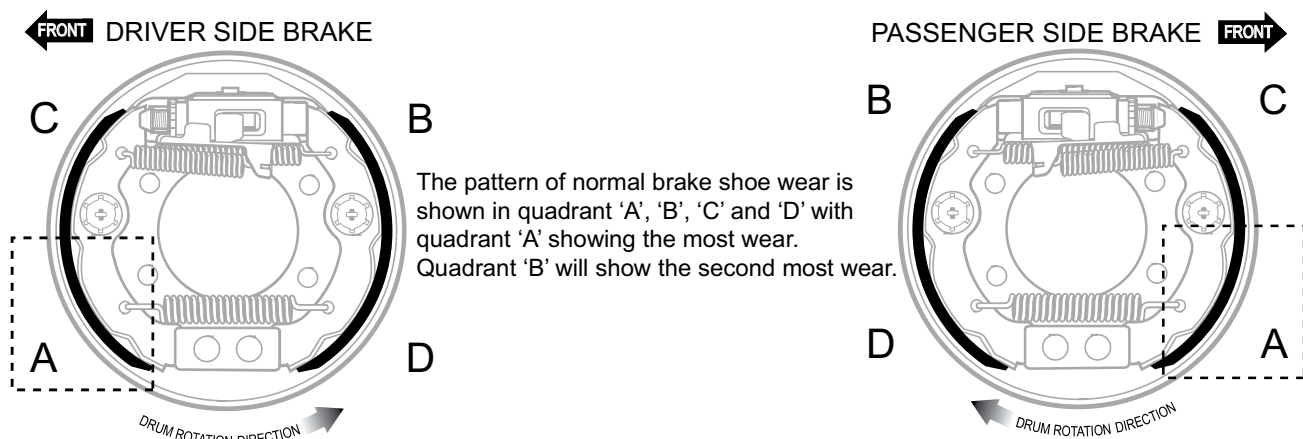 FRONT DRIVER SIDE BRAKE
PASSENGER SIDE BRAKE FRONT
C
B
A
D
The pattern of normal brake shoe wear is
shown in quadrant ‘A’, ‘B’, ‘C’ and ‘D’ with
quadrant ‘A’ showing the most wear.
Quadrant ‘B’ will show the second most wear.
B
C
D
A
DRUM ROTATION DIRECTION
DRUM ROTATION DIRECTION